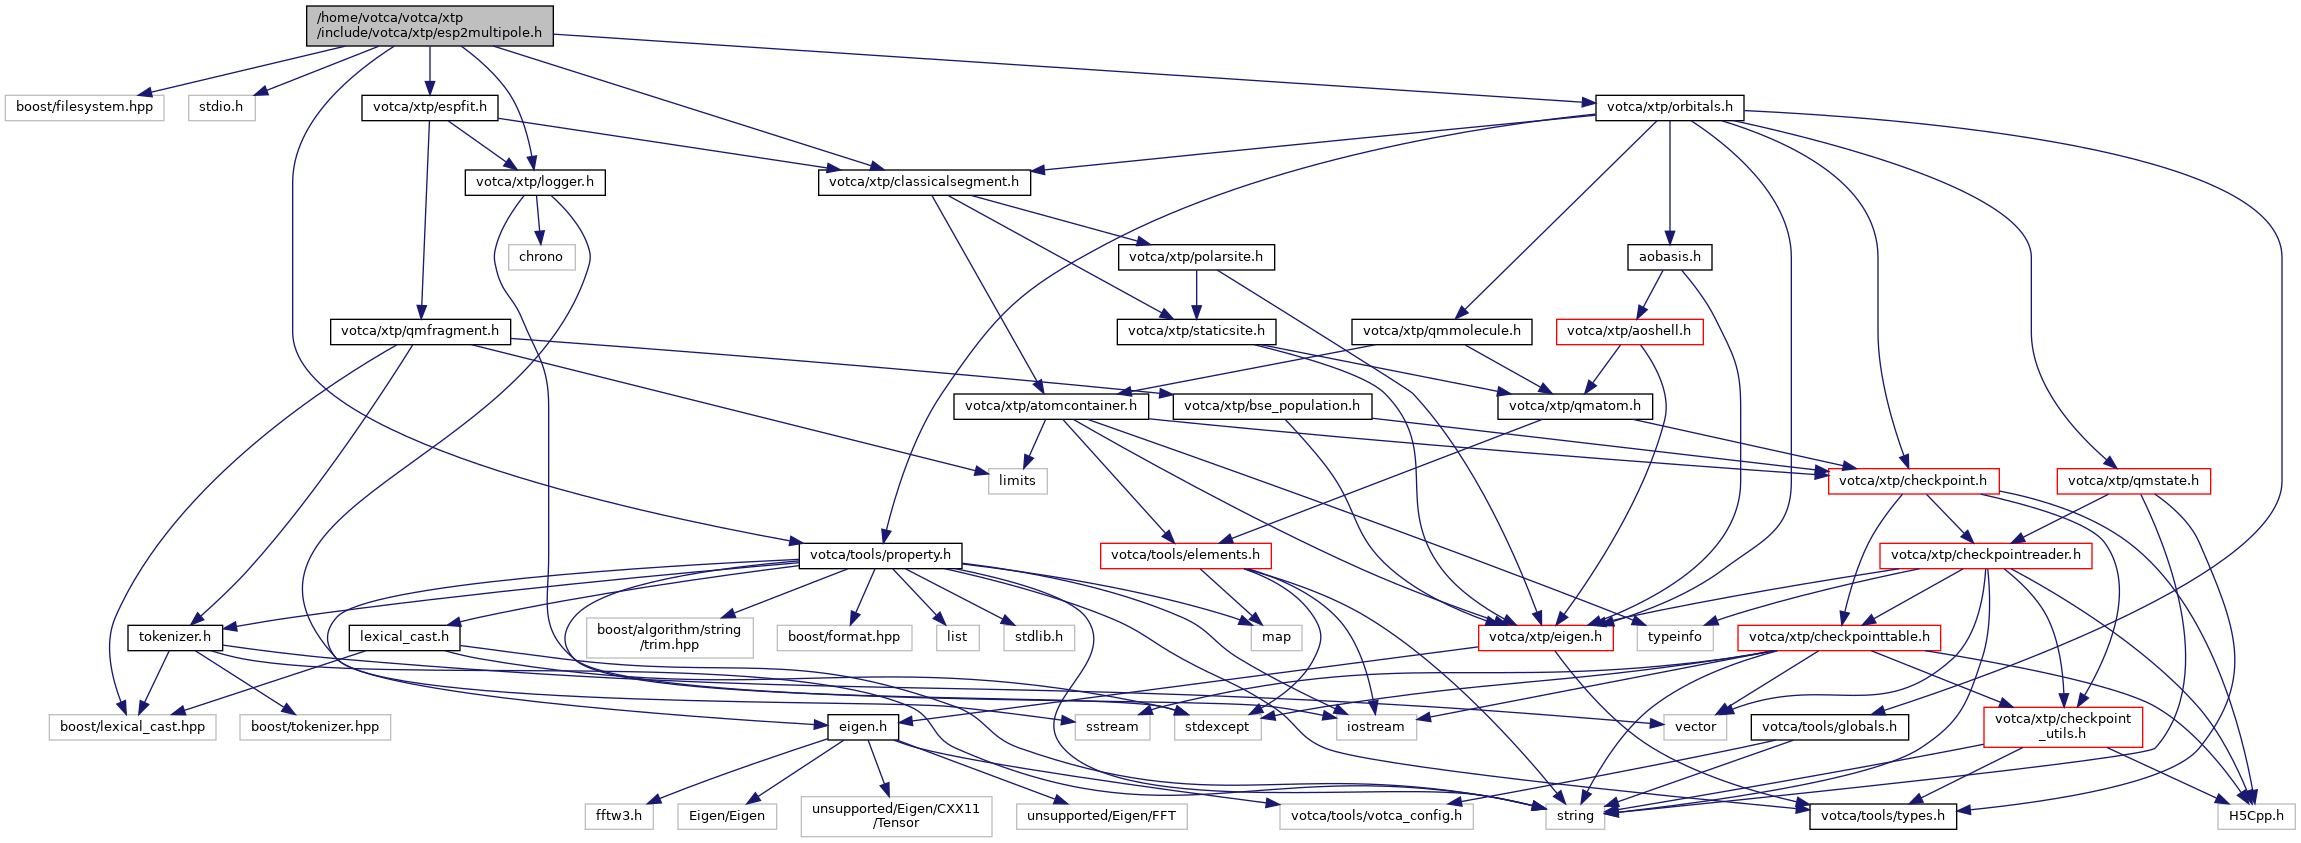 /home/votca/votca/xtp
/include/votca/xtp/esp2multipole.h
boost/filesystem.hpp
stdio.h
votca/xtp/espfit.h
votca/xtp/orbitals.h
votca/xtp/logger.h
votca/xtp/classicalsegment.h
chrono
votca/xtp/polarsite.h
aobasis.h
votca/xtp/qmfragment.h
votca/xtp/staticsite.h
votca/xtp/qmmolecule.h
votca/xtp/aoshell.h
votca/xtp/atomcontainer.h
votca/xtp/bse_population.h
votca/xtp/qmatom.h
limits
votca/xtp/checkpoint.h
votca/xtp/qmstate.h
votca/tools/property.h
votca/tools/elements.h
votca/xtp/checkpointreader.h
tokenizer.h
lexical_cast.h
boost/algorithm/string
/trim.hpp
boost/format.hpp
list
stdlib.h
map
votca/xtp/eigen.h
typeinfo
votca/xtp/checkpointtable.h
boost/lexical_cast.hpp
boost/tokenizer.hpp
eigen.h
sstream
stdexcept
iostream
vector
votca/tools/globals.h
votca/xtp/checkpoint
_utils.h
fftw3.h
Eigen/Eigen
unsupported/Eigen/CXX11
/Tensor
unsupported/Eigen/FFT
votca/tools/votca_config.h
string
votca/tools/types.h
H5Cpp.h